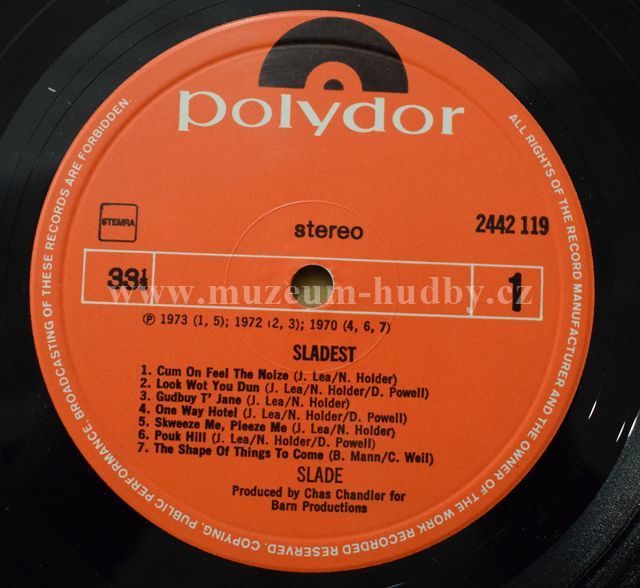 polydor
STEMRA
stereo
2442 119
33⅓
1
www.muzeum-hudby.cz
℗ 1973 (1, 5); 1972 (2, 3); 1970 (4, 6, 7)
SLADEST
1. Cum On Feel The Noize (J. Lea/N. Holder)
2. Look Wot You Dun (J. Lea/N. Holder/D. Powell)
3. Gudbuy T' Jane (J. Lea/N. Holder)
4. One Way Hotel (J. Lea/N. Holder/D. Powell)
5. Skweeze Me, Pleeze Me (J. Lea/N. Holder)
6. Pouk Hill (J. Lea/N. Holder/D. Powell)
7. The Shape Of Things To Come (B. Mann/C. Weil)
SLADE
Produced by Chas Chandler for
Barn Productions
ALL RIGHTS OF THE RECORD MANUFACTURER AND THE OWNER OF THE WORK RECORDED RESERVED. COPYING, PUBLIC PERFORMANCE, BROADCASTING OF THESE RECORDS ARE FORBIDDEN.